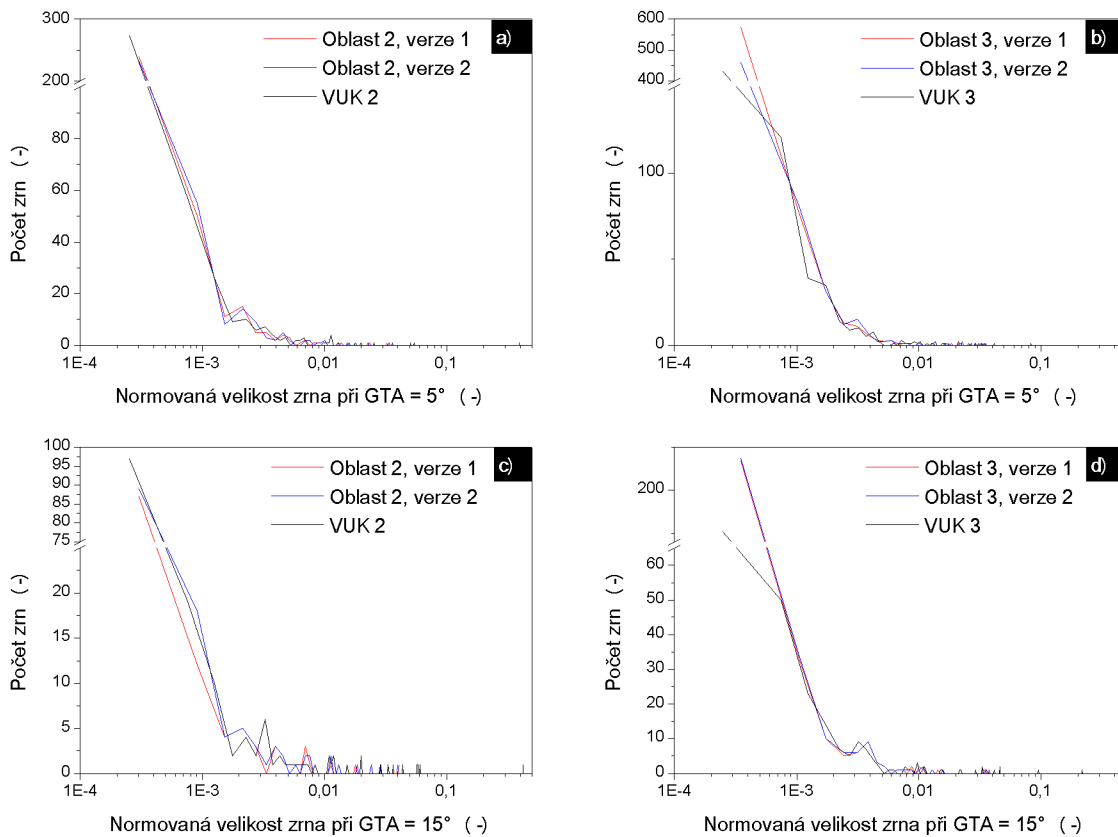 a)
Oblast 2, verze 1
Oblast 2, verze 2
VUK 2
300
200
80
60
40
20
0
Počet zrn (-)
1E-4
1E-3
0,01
0,1
Normovaná velikost zrna při GTA = 5° (-)
b)
Oblast 3, verze 1
Oblast 3, verze 2
VUK 3
600
500
400
100
0
Počet zrn (-)
1E-4
1E-3
0,01
0,1
Normovaná velikost zrna při GTA = 5° (-)
c)
Oblast 2, verze 1
Oblast 2, verze 2
VUK 2
100
95
90
85
80
75
20
15
10
5
0
Počet zrn (-)
1E-4
1E-3
0,01
0,1
Normovaná velikost zrna při GTA = 15° (-)
d)
Oblast 3, verze 1
Oblast 3, verze 2
VUK 3
200
60
50
40
30
20
10
0
Počet zrn (-)
1E-4
1E-3
0,01
0,1
Normovaná velikost zrna při GTA = 15° (-)